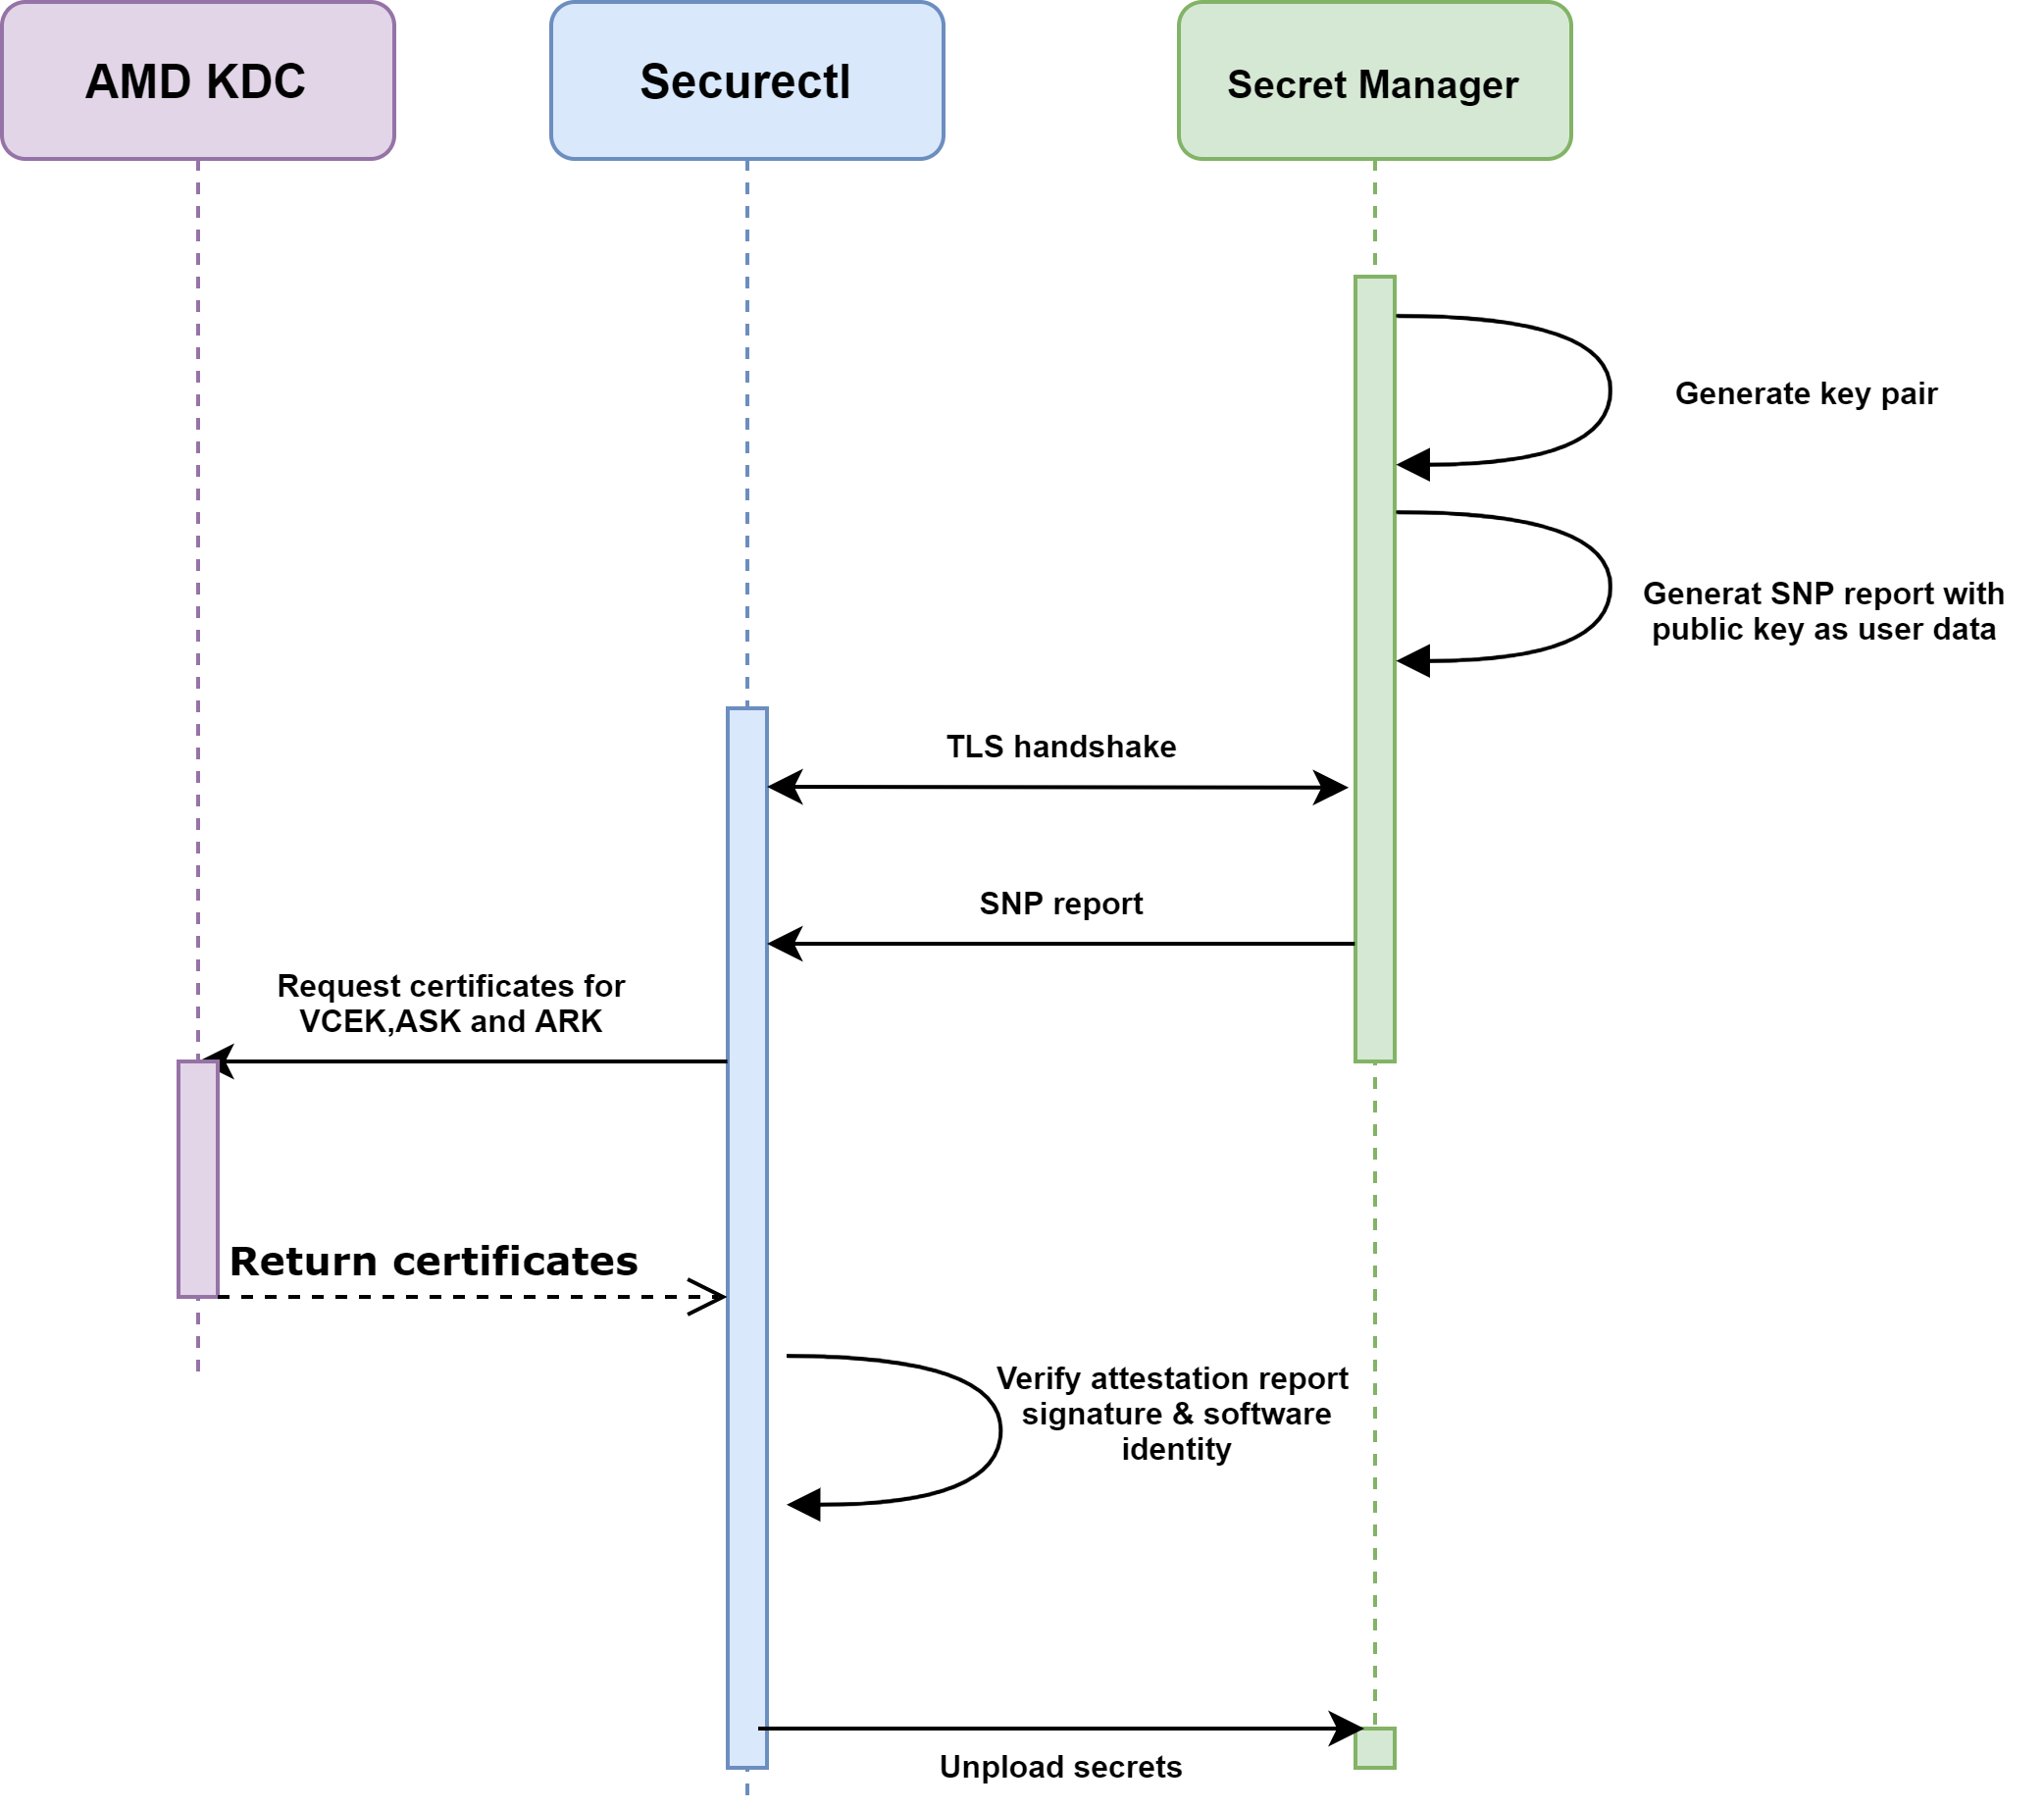 AMD KDC
Securectl
Secret Manager
Generate key pair
Generat SNP report with
public key as user data
TLS handshake
SNP report
Request certificates for
VCEK,ASK and ARK
Return certificates
Verify attestation report
signature & software
identity
Unpload secrets